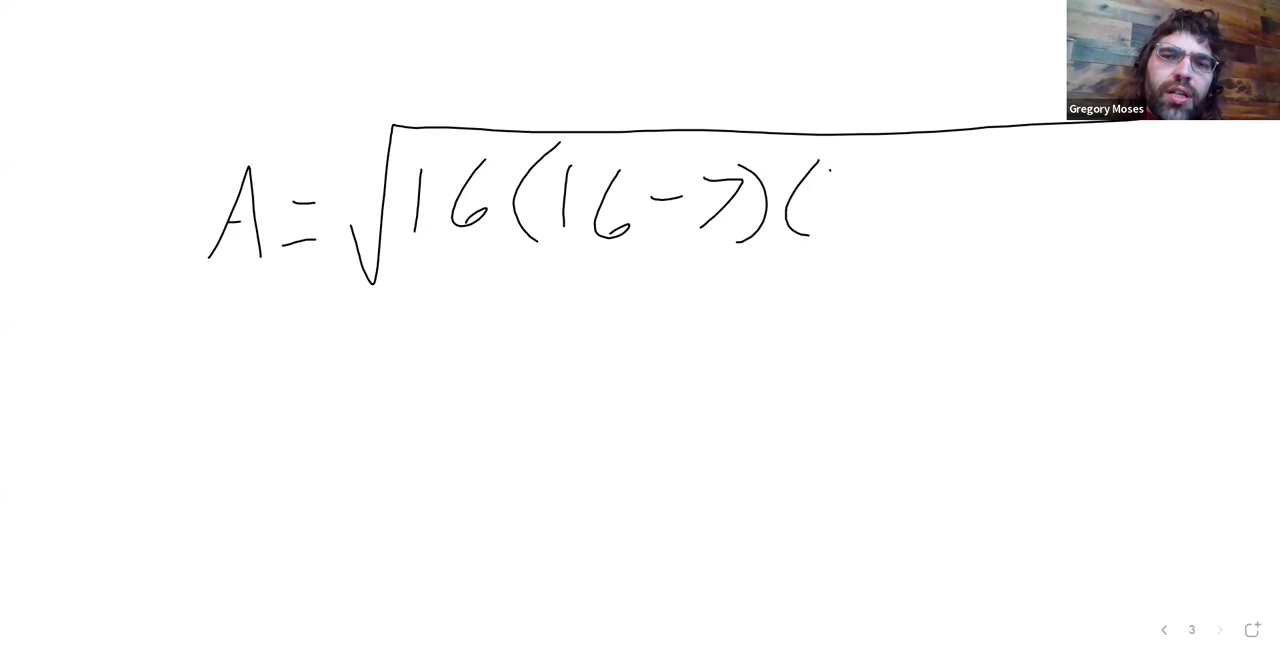 Gregory Moses
A = √16(16-7)(
3